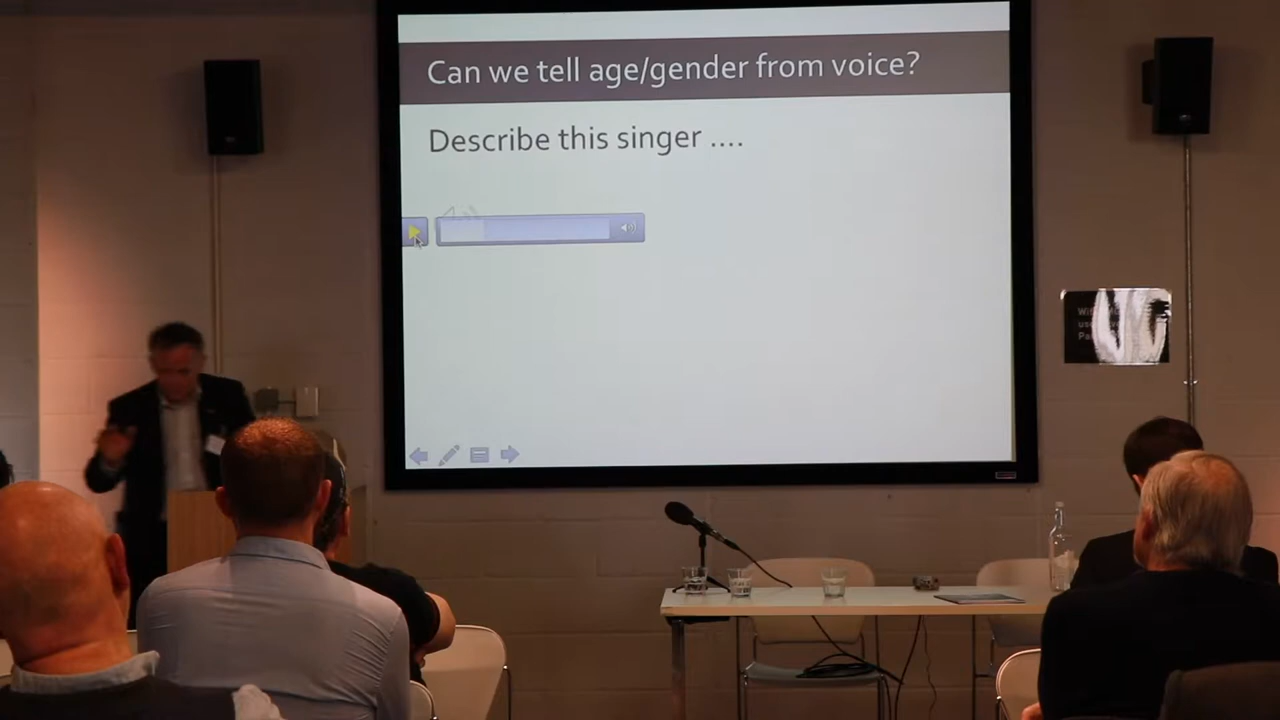 Can we tell age/gender from voice?
Describe this singer ....